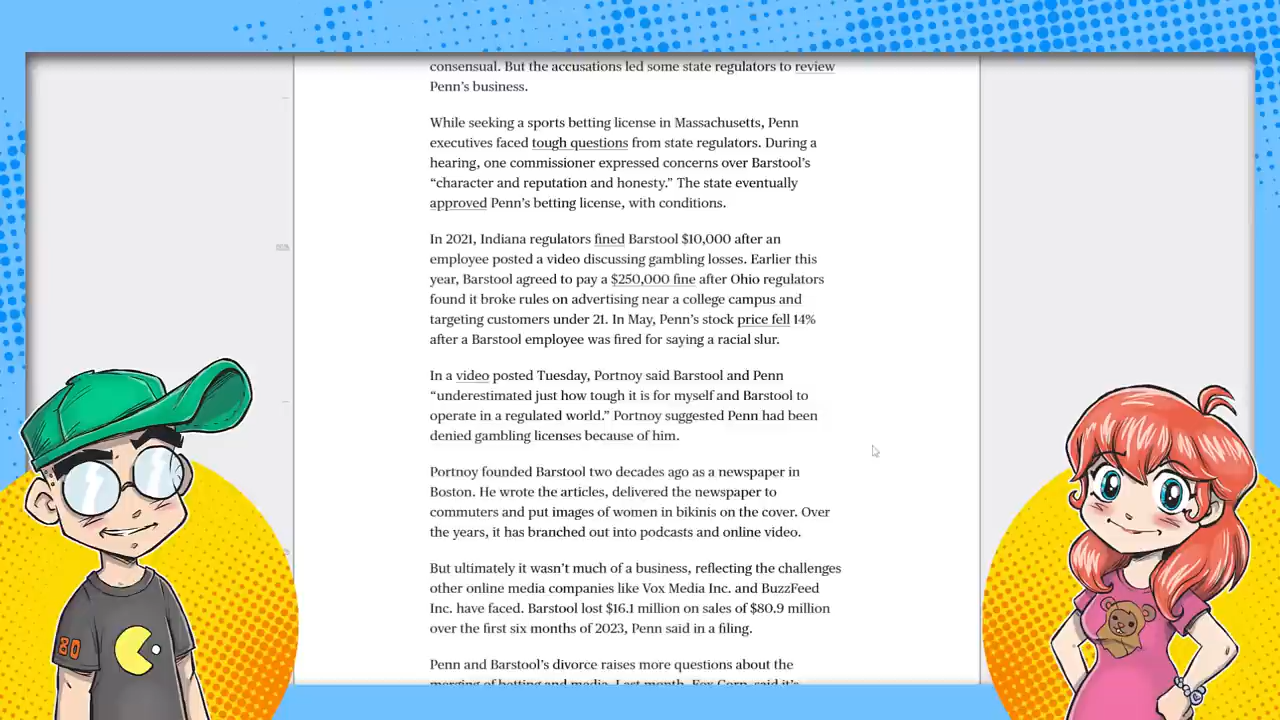 consensual. But the accusations led some state regulators to review
Penn’s business.
While seeking a sports betting license in Massachusetts, Penn
executives faced tough questions from state regulators. During a
hearing, one commissioner expressed concerns over Barstool’s
“character and reputation and honesty.” The state eventually
approved Penn’s betting license, with conditions.
In 2021, Indiana regulators fined Barstool $10,000 after an
employee posted a video discussing gambling losses. Earlier this
year, Barstool agreed to pay a $250,000 fine after Ohio regulators
found it broke rules on advertising near a college campus and
targeting customers under 21. In May, Penn’s stock price fell 14%
after a Barstool employee was fired for saying a racial slur.
In a video posted Tuesday, Portnoy said Barstool and Penn
“underestimated just how tough it is for myself and Barstool to
operate in a regulated world.” Portnoy suggested Penn had been
denied gambling licenses because of him.
Portnoy founded Barstool two decades ago as a newspaper in
Boston. He wrote the articles, delivered the newspaper to
commuters and put images of women in bikinis on the cover. Over
the years, it has branched out into podcasts and online video.
But ultimately it wasn’t much of a business, reflecting the challenges
other online media companies like Vox Media Inc. and BuzzFeed
Inc. have faced. Barstool lost $16.1 million on sales of $80.9 million
over the first six months of 2023, Penn said in a filing.
Penn and Barstool’s divorce raises more questions about the
merging of betting and media. Last month, Fox Corp. said it’s
80